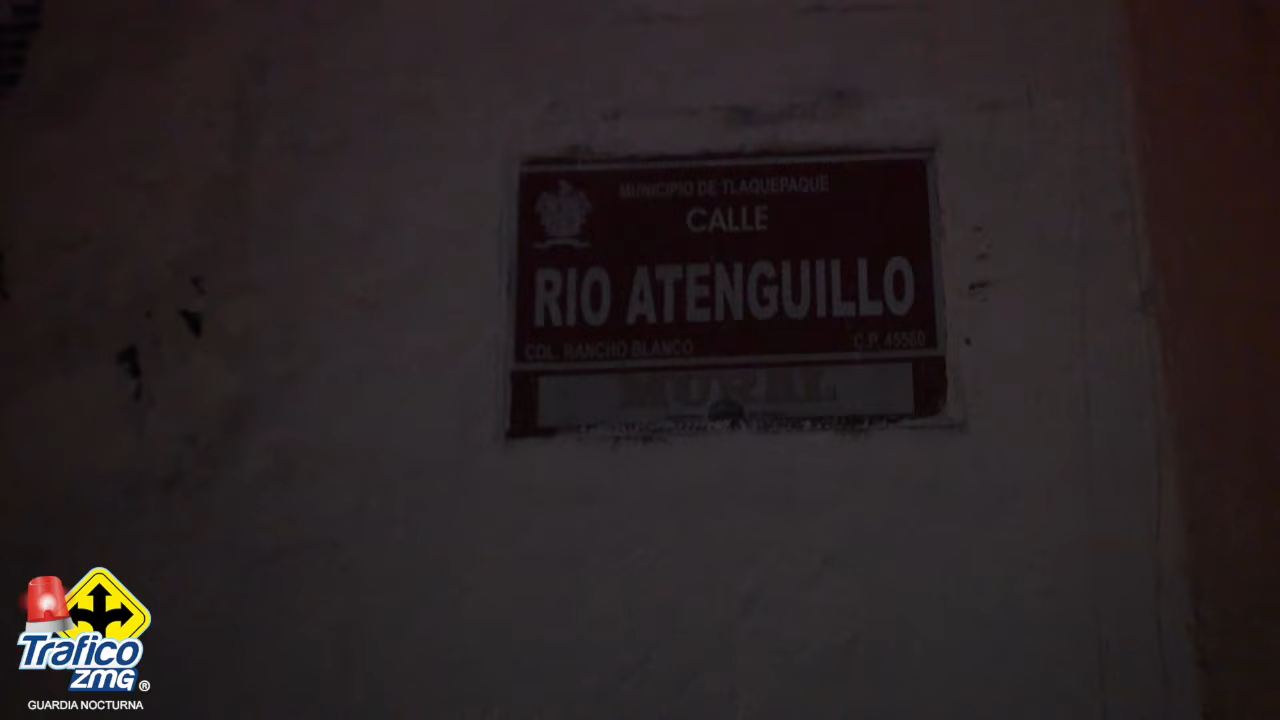 MUNICIPIO DE TLAQUEPAQUE
CALLE
RIO ATENGUILLO
COL. RANCHO BLANCO
C.P. 45560
Trafico
ZMG ®
GUARDIA NOCTURNA